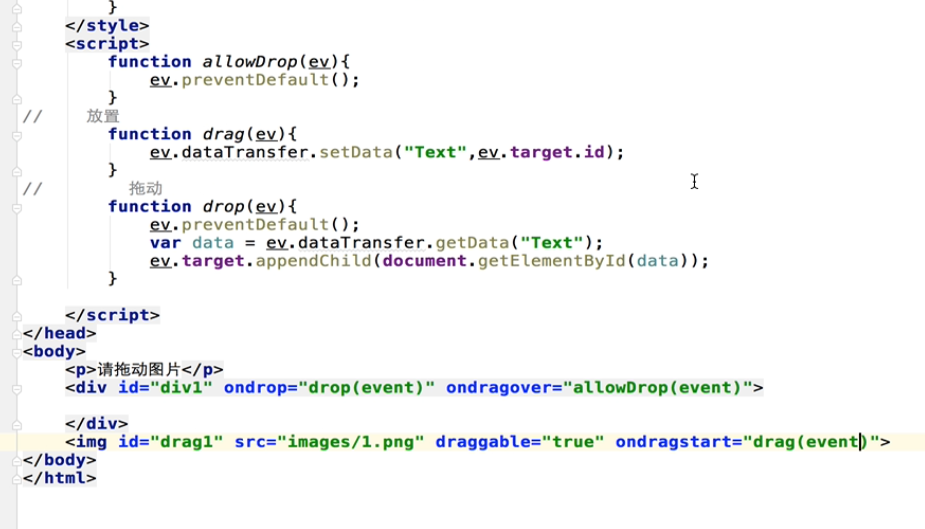 }
</style>
<script>
function allowDrop(ev){
ev.preventDefault();
}
// 放置
function drag(ev){
ev.dataTransfer.setData("Text",ev.target.id);
}
// 拖动
function drop(ev){
ev.preventDefault();
var data = ev.dataTransfer.getData("Text");
ev.target.appendChild(document.getElementById(data));
}
</script>
</head>
<body>
<p>请拖动图片</p>
<div id="div1" ondrop="drop(event)" ondragover="allowDrop(event)">
</div>
<img id="drag1" src="images/1.png" draggable="true" ondragstart="drag(event)">
</body>
</html>